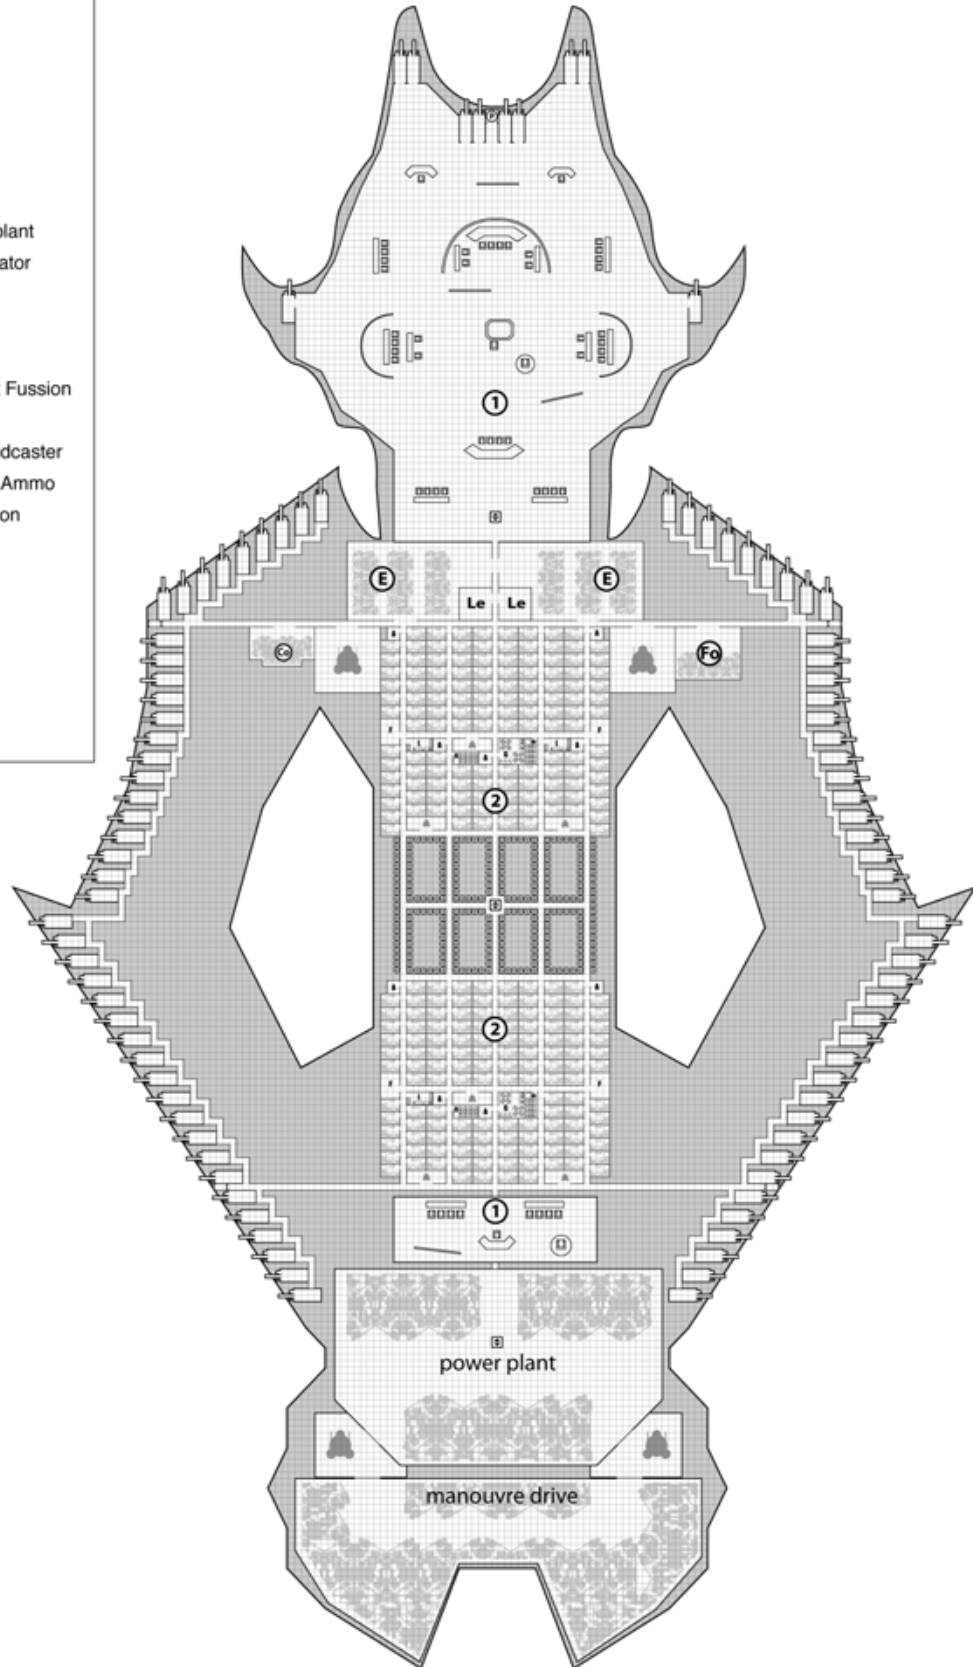 plant
ator
Fussion
dcaster
Ammo
on
1
E
E
Le
Le
Co
Fo
2
2
1
power plant
manouvre drive